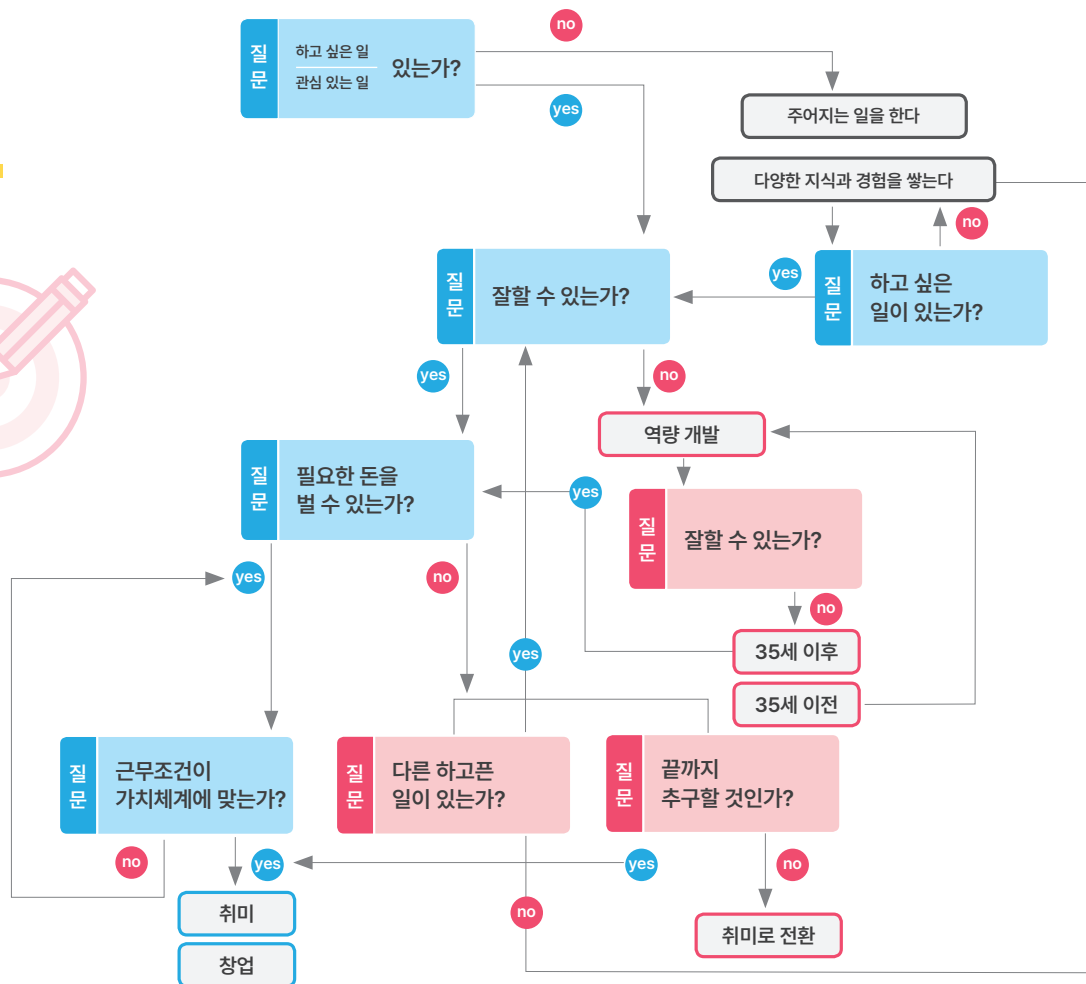 no
질문
하고 싶은 일
관심 있는 일
있는가?
yes
주어지는 일을 한다
다양한 지식과 경험을 쌓는다
no
질문
잘할 수 있는가?
yes
질문
하고 싶은
일이 있는가?
yes
no
역량 개발
질문
필요한 돈을
벌 수 있는가?
yes
질문
잘할 수 있는가?
yes
no
no
yes
35세 이후
35세 이전
질문
근무조건이
가치체계에 맞는가?
질문
다른 하고픈
일이 있는가?
질문
끝까지
추구할 것인가?
no
yes
yes
no
취미
no
취미로 전환
창업